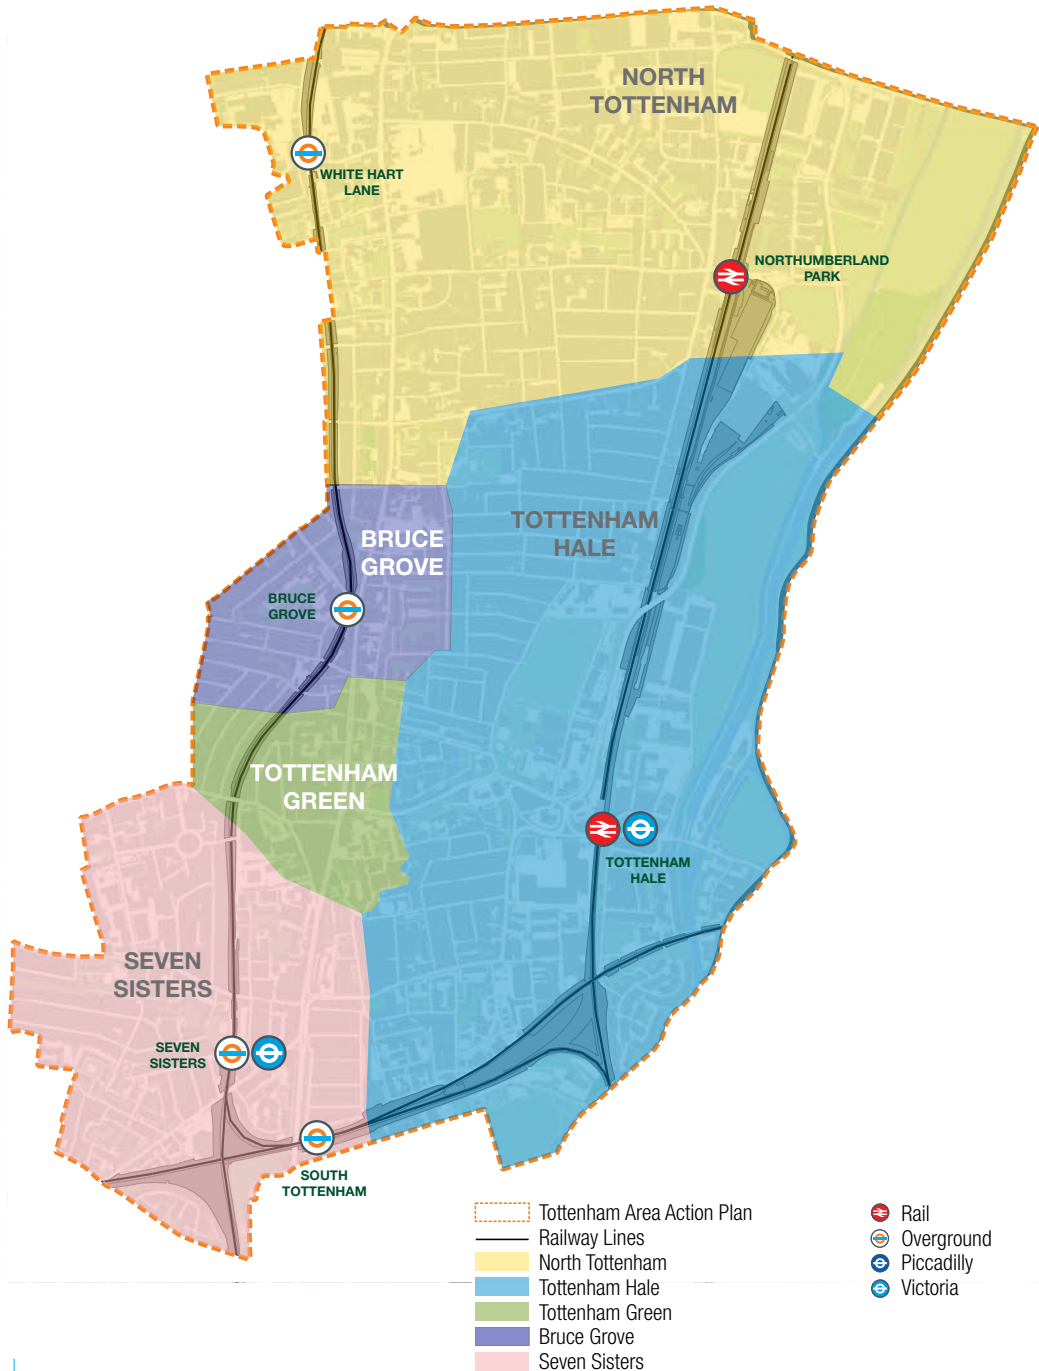 NORTH
TOTTENHAM
WHITE HART
LANE
NORTHUMBERLAND
PARK
TOTTENHAM
HALE
BRUCE
GROVE
BRUCE
GROVE
TOTTENHAM
GREEN
TOTTENHAM
HALE
SEVEN
SISTERS
SEVEN
SISTERS
SOUTH
TOTTENHAM
Tottenham Area Action Plan
Railway Lines
North Tottenham
Tottenham Hale
Tottenham Green
Bruce Grove
Seven Sisters
Rail
Overground
Piccadilly
Victoria